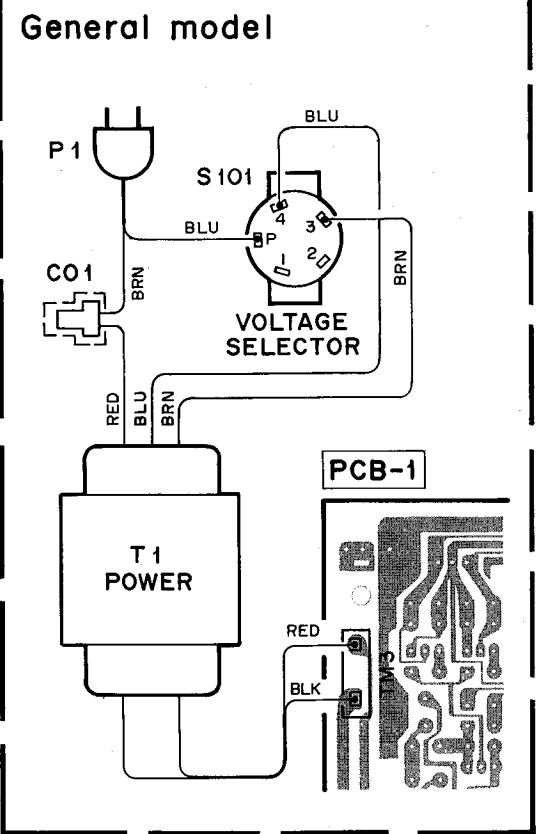 General model
BLU
P1
S101
4
3
BLU
P
1
2
CO1
BRN
BRN
VOLTAGE
SELECTOR
RED
BLU
BRN
PCB-1
T1
POWER
RED
TM3
BLK